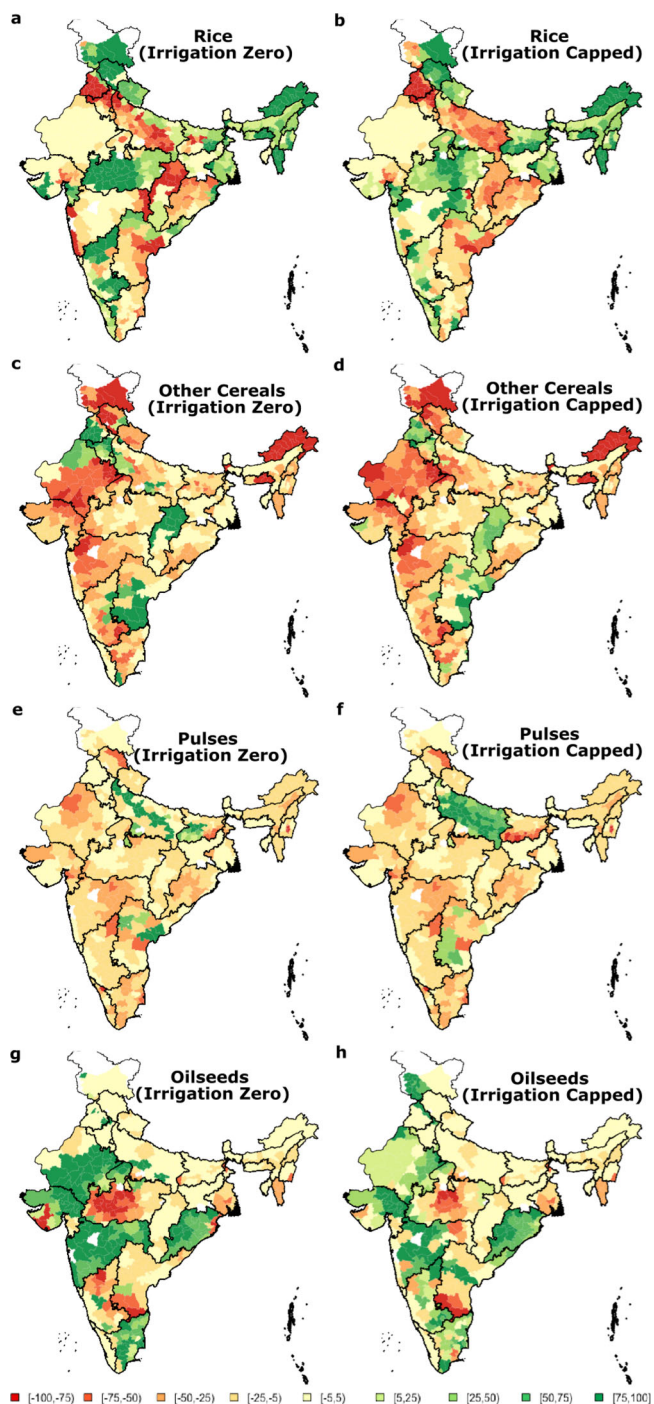 a
Rice
(Irrigation Zero)
b
Rice
(Irrigation Capped)
c
Other Cereals
(Irrigation Zero)
d
Other Cereals
(Irrigation Capped)
e
Pulses
(Irrigation Zero)
f
Pulses
(Irrigation Capped)
g
Oilseeds
(Irrigation Zero)
h
Oilseeds
(Irrigation Capped)
[-100,-75) [-75,-50) [-50,-25) [-25,-5) [-5,5) [5,25) [25,50) [50,75) [75,100]